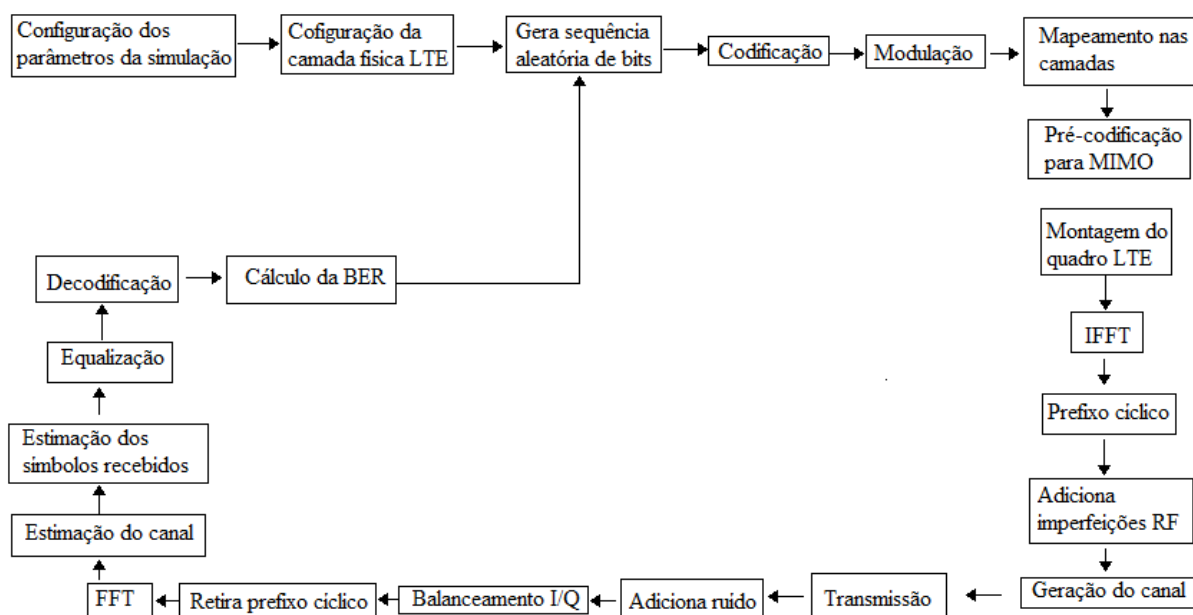 Configuração dos
parâmetros da simulação
Cofiguração da
camada fisica LTE
Gera sequência
aleatória de bits
Codificação
Modulação
Mapeamento nas
camadas
Pré-codificação
para MIMO
Montagem do
quadro LTE
IFFT
Prefixo cíclico
Adiciona
imperfeições RF
Geração do canal
Transmissão
Adiciona ruido
Balanceamento I/Q
Retira prefixo cíclico
FFT
Estimação do canal
Estimação dos
símbolos recebidos
Equalização
Decodificação
Cálculo da BER